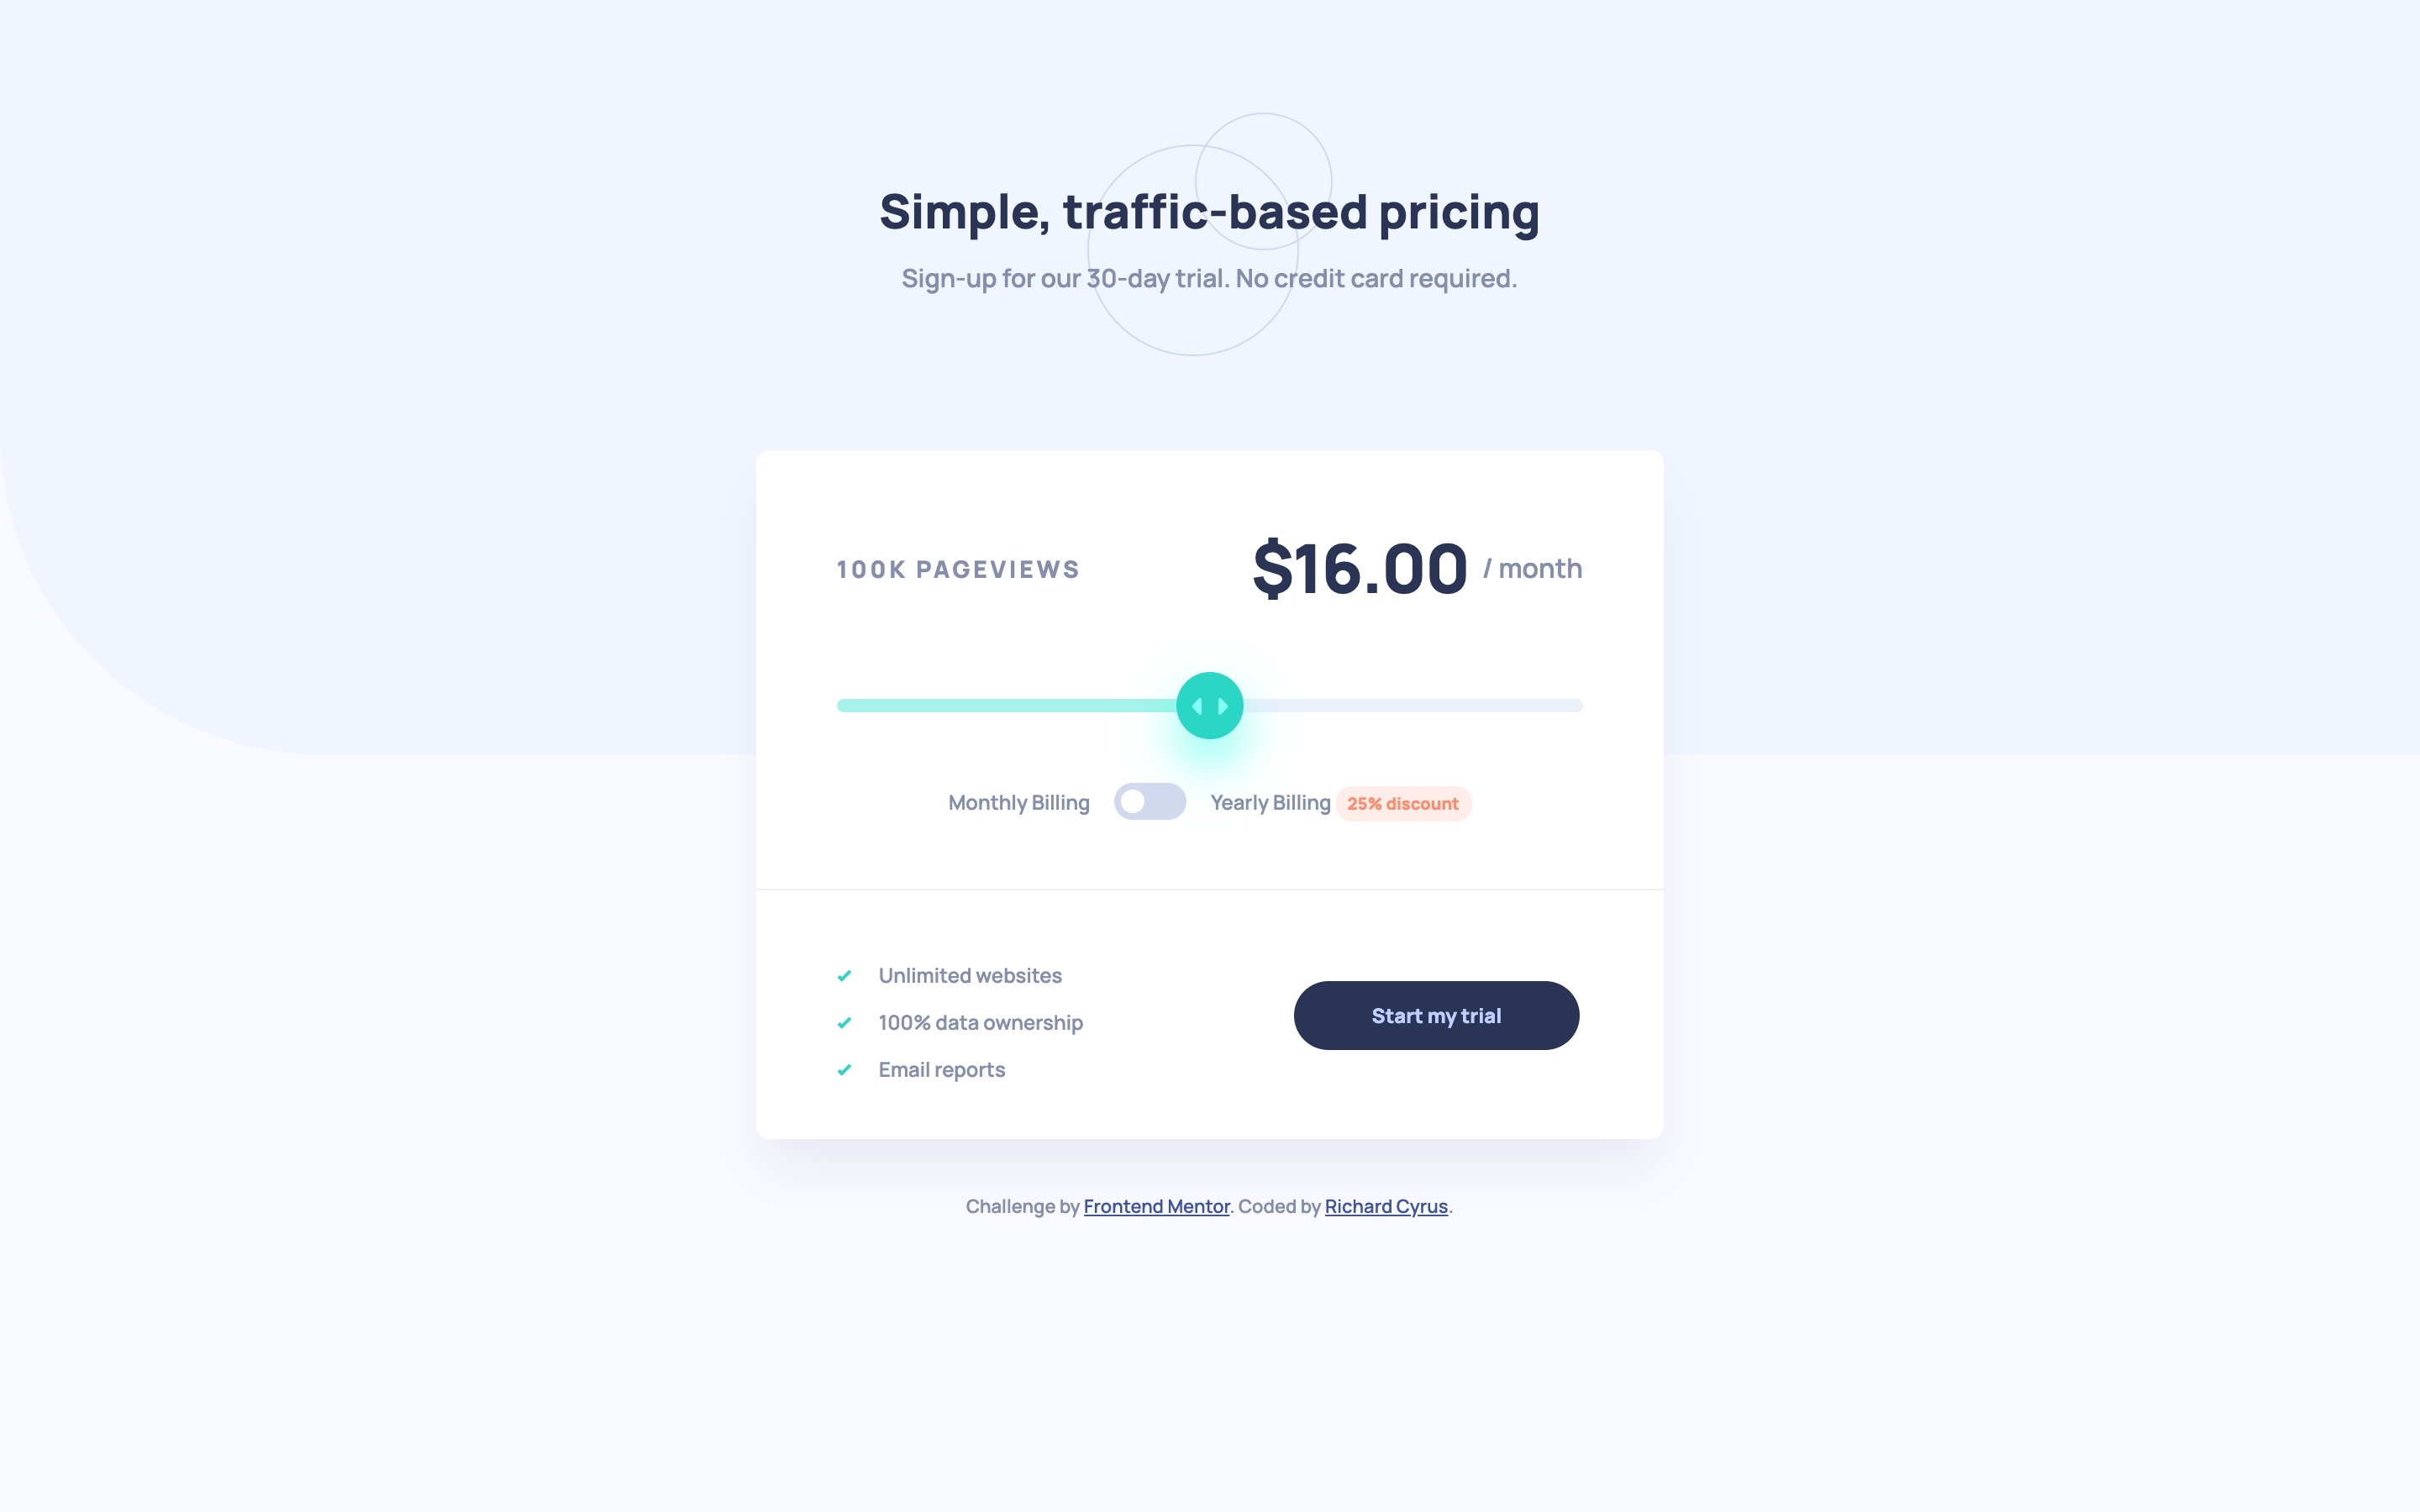 Simple, traffic-based pricing
Sign-up for our 30-day trial. No credit card required.
100K PAGEVIEWS
$16.00 / month
Monthly Billing
Yearly Billing 25% discount
Unlimited websites
100% data ownership
Email reports
Start my trial
Challenge by Frontend Mentor. Coded by Richard Cyrus.